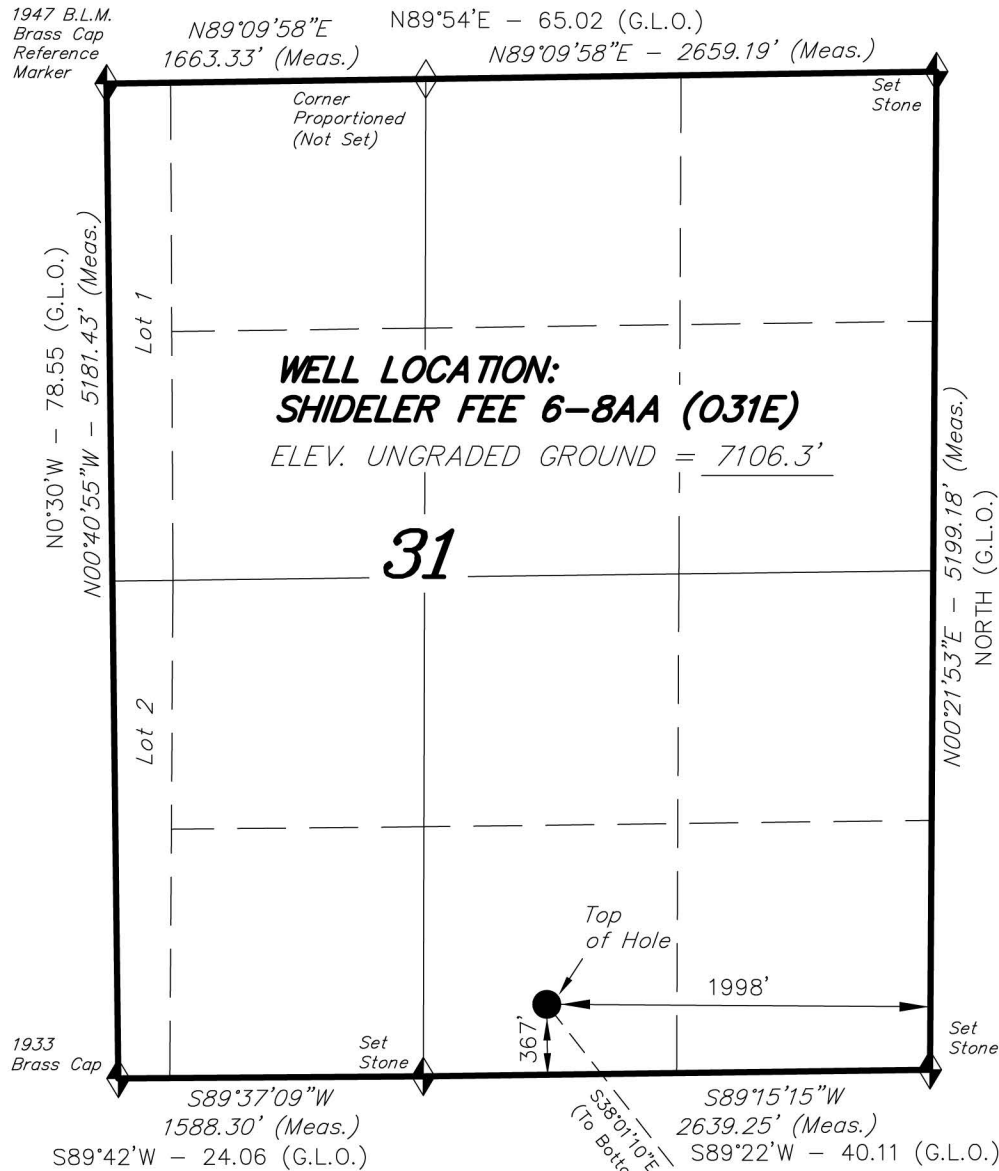 1947 B.L.M.
Brass Cap
Reference
Marker
N89°09'58"E
1663.33' (Meas.)
N89°54'E – 65.02 (G.L.O.)
N89°09'58"E – 2659.19' (Meas.)
Corner
Proportioned
(Not Set)
Set
Stone
N0°30'W – 78.55 (G.L.O.)
N00°40'55"W – 5181.43' (Meas.)
Lot 1
WELL LOCATION:
SHIDELER FEE 6–8AA (O31E)
ELEV. UNGRADED GROUND = 7106.3'
31
N00°21'53"E – 5199.18' (Meas.)
NORTH (G.L.O.)
Lot 2
Top
of Hole
1998'
367'
1933
Brass Cap
Set
Stone
Set
Stone
S89°37'09"W
1588.30' (Meas.)
S89°42'W – 24.06 (G.L.O.)
S38°01'10"E
(To Botto
S89°15'15"W
2639.25' (Meas.)
S89°22'W – 40.11 (G.L.O.)